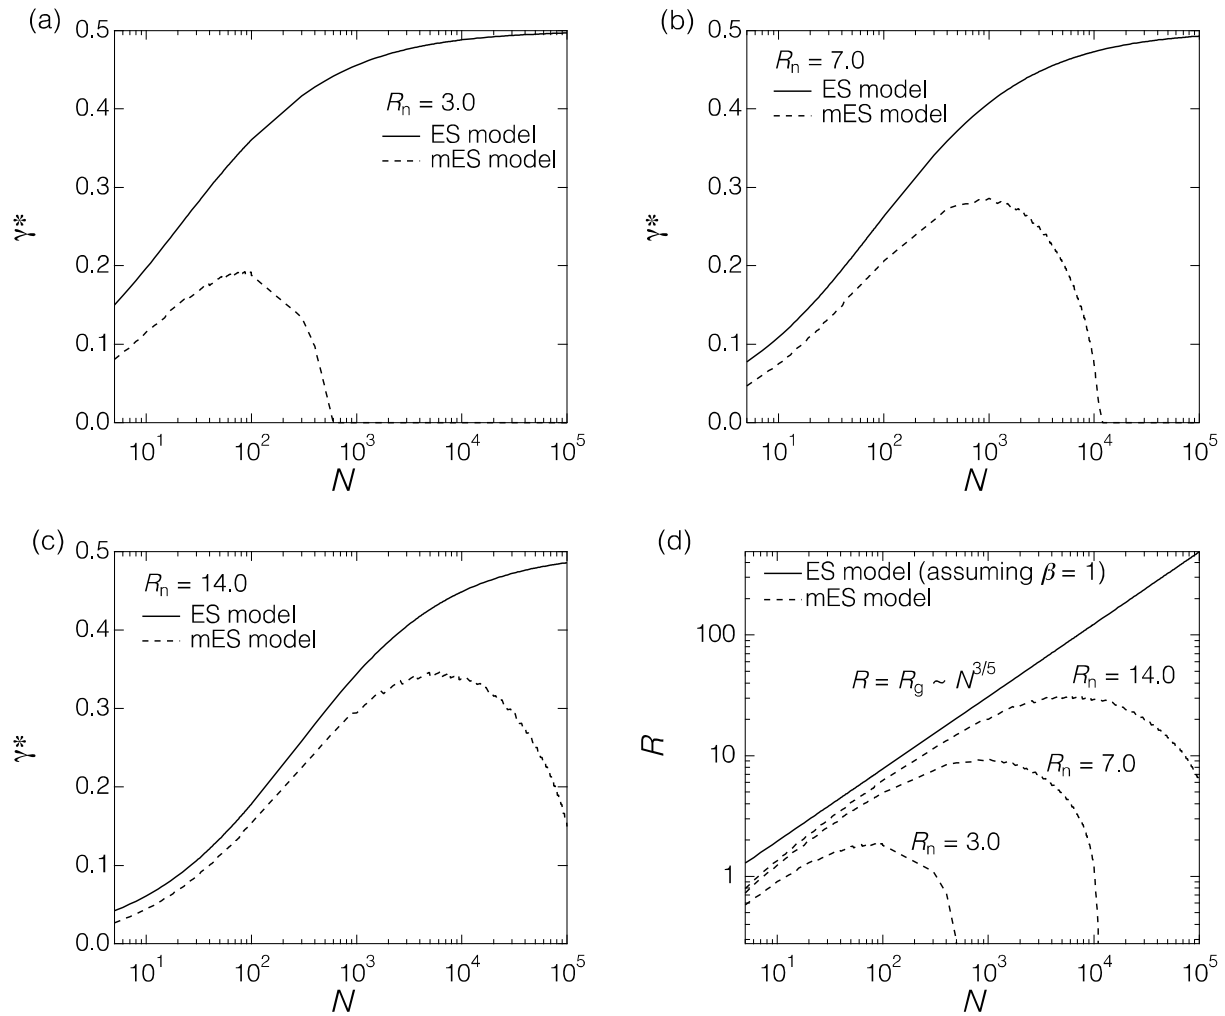 (a)
0.5
0.4
0.3
0.2
0.1
0.0
γ*
R_n = 3.0
ES model
mES model
10^1 10^2 10^3 10^4 10^5
N
(b)
0.5
0.4
0.3
0.2
0.1
0.0
γ*
R_n = 7.0
ES model
mES model
10^1 10^2 10^3 10^4 10^5
N
(c)
0.5
0.4
0.3
0.2
0.1
0.0
γ*
R_n = 14.0
ES model
mES model
10^1 10^2 10^3 10^4 10^5
N
(d)
100
10
1
R
ES model (assuming β = 1)
mES model
R = R_g ~ N^{3/5}
R_n = 14.0
R_n = 7.0
R_n = 3.0
10^1 10^2 10^3 10^4 10^5
N